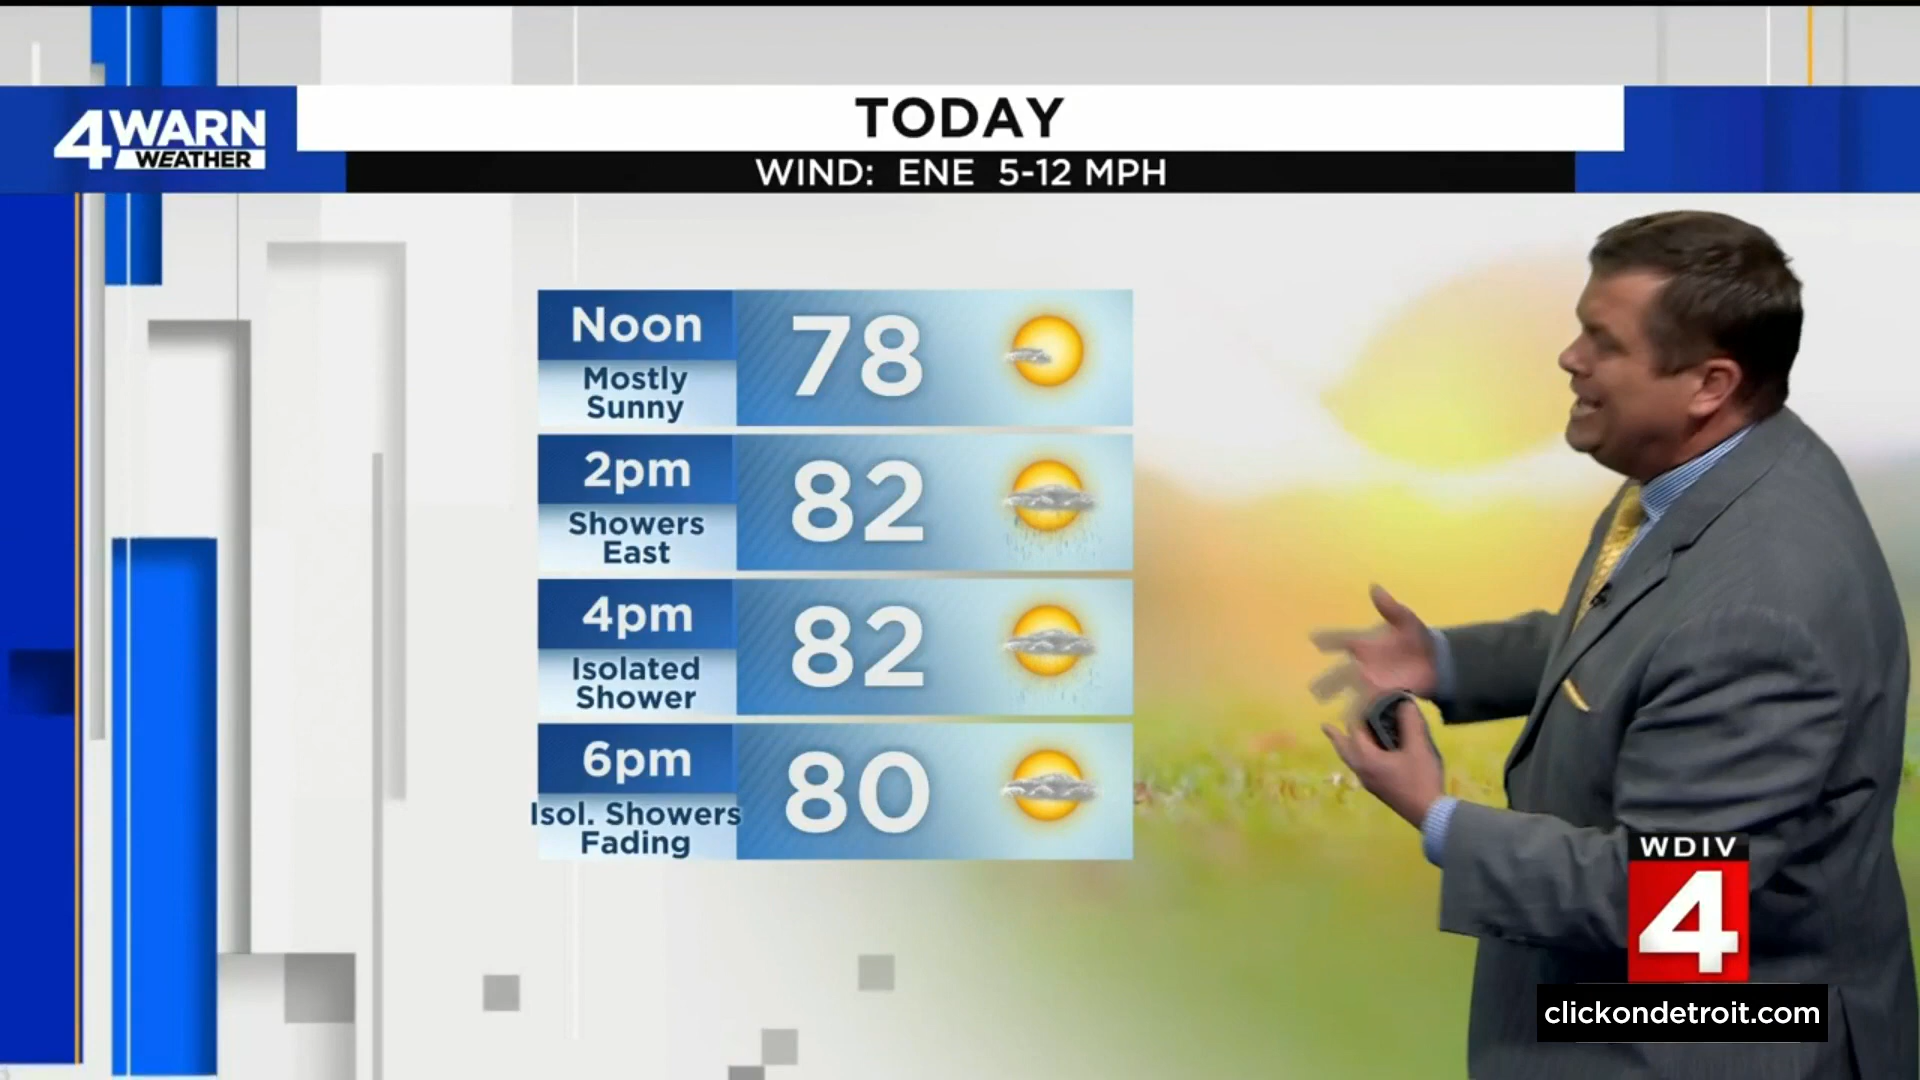 4WARN
WEATHER
TODAY
WIND: ENE 5-12 MPH
Noon
Mostly
Sunny
78
2pm
Showers
East
82
4pm
Isolated
Shower
82
6pm
Isol. Showers
Fading
80
WDIV
4
clickondetroit.com